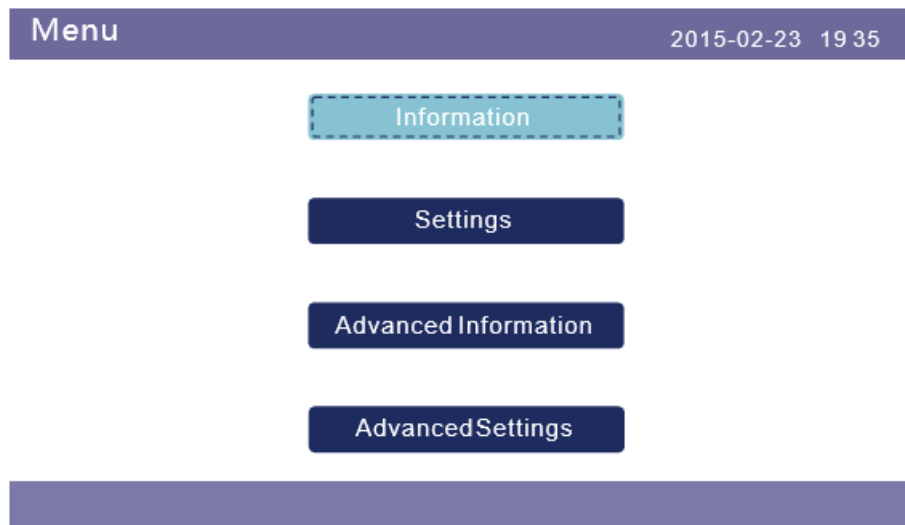 Menu
2015-02-23 19 35
Information
Settings
Advanced Information
AdvancedSettings